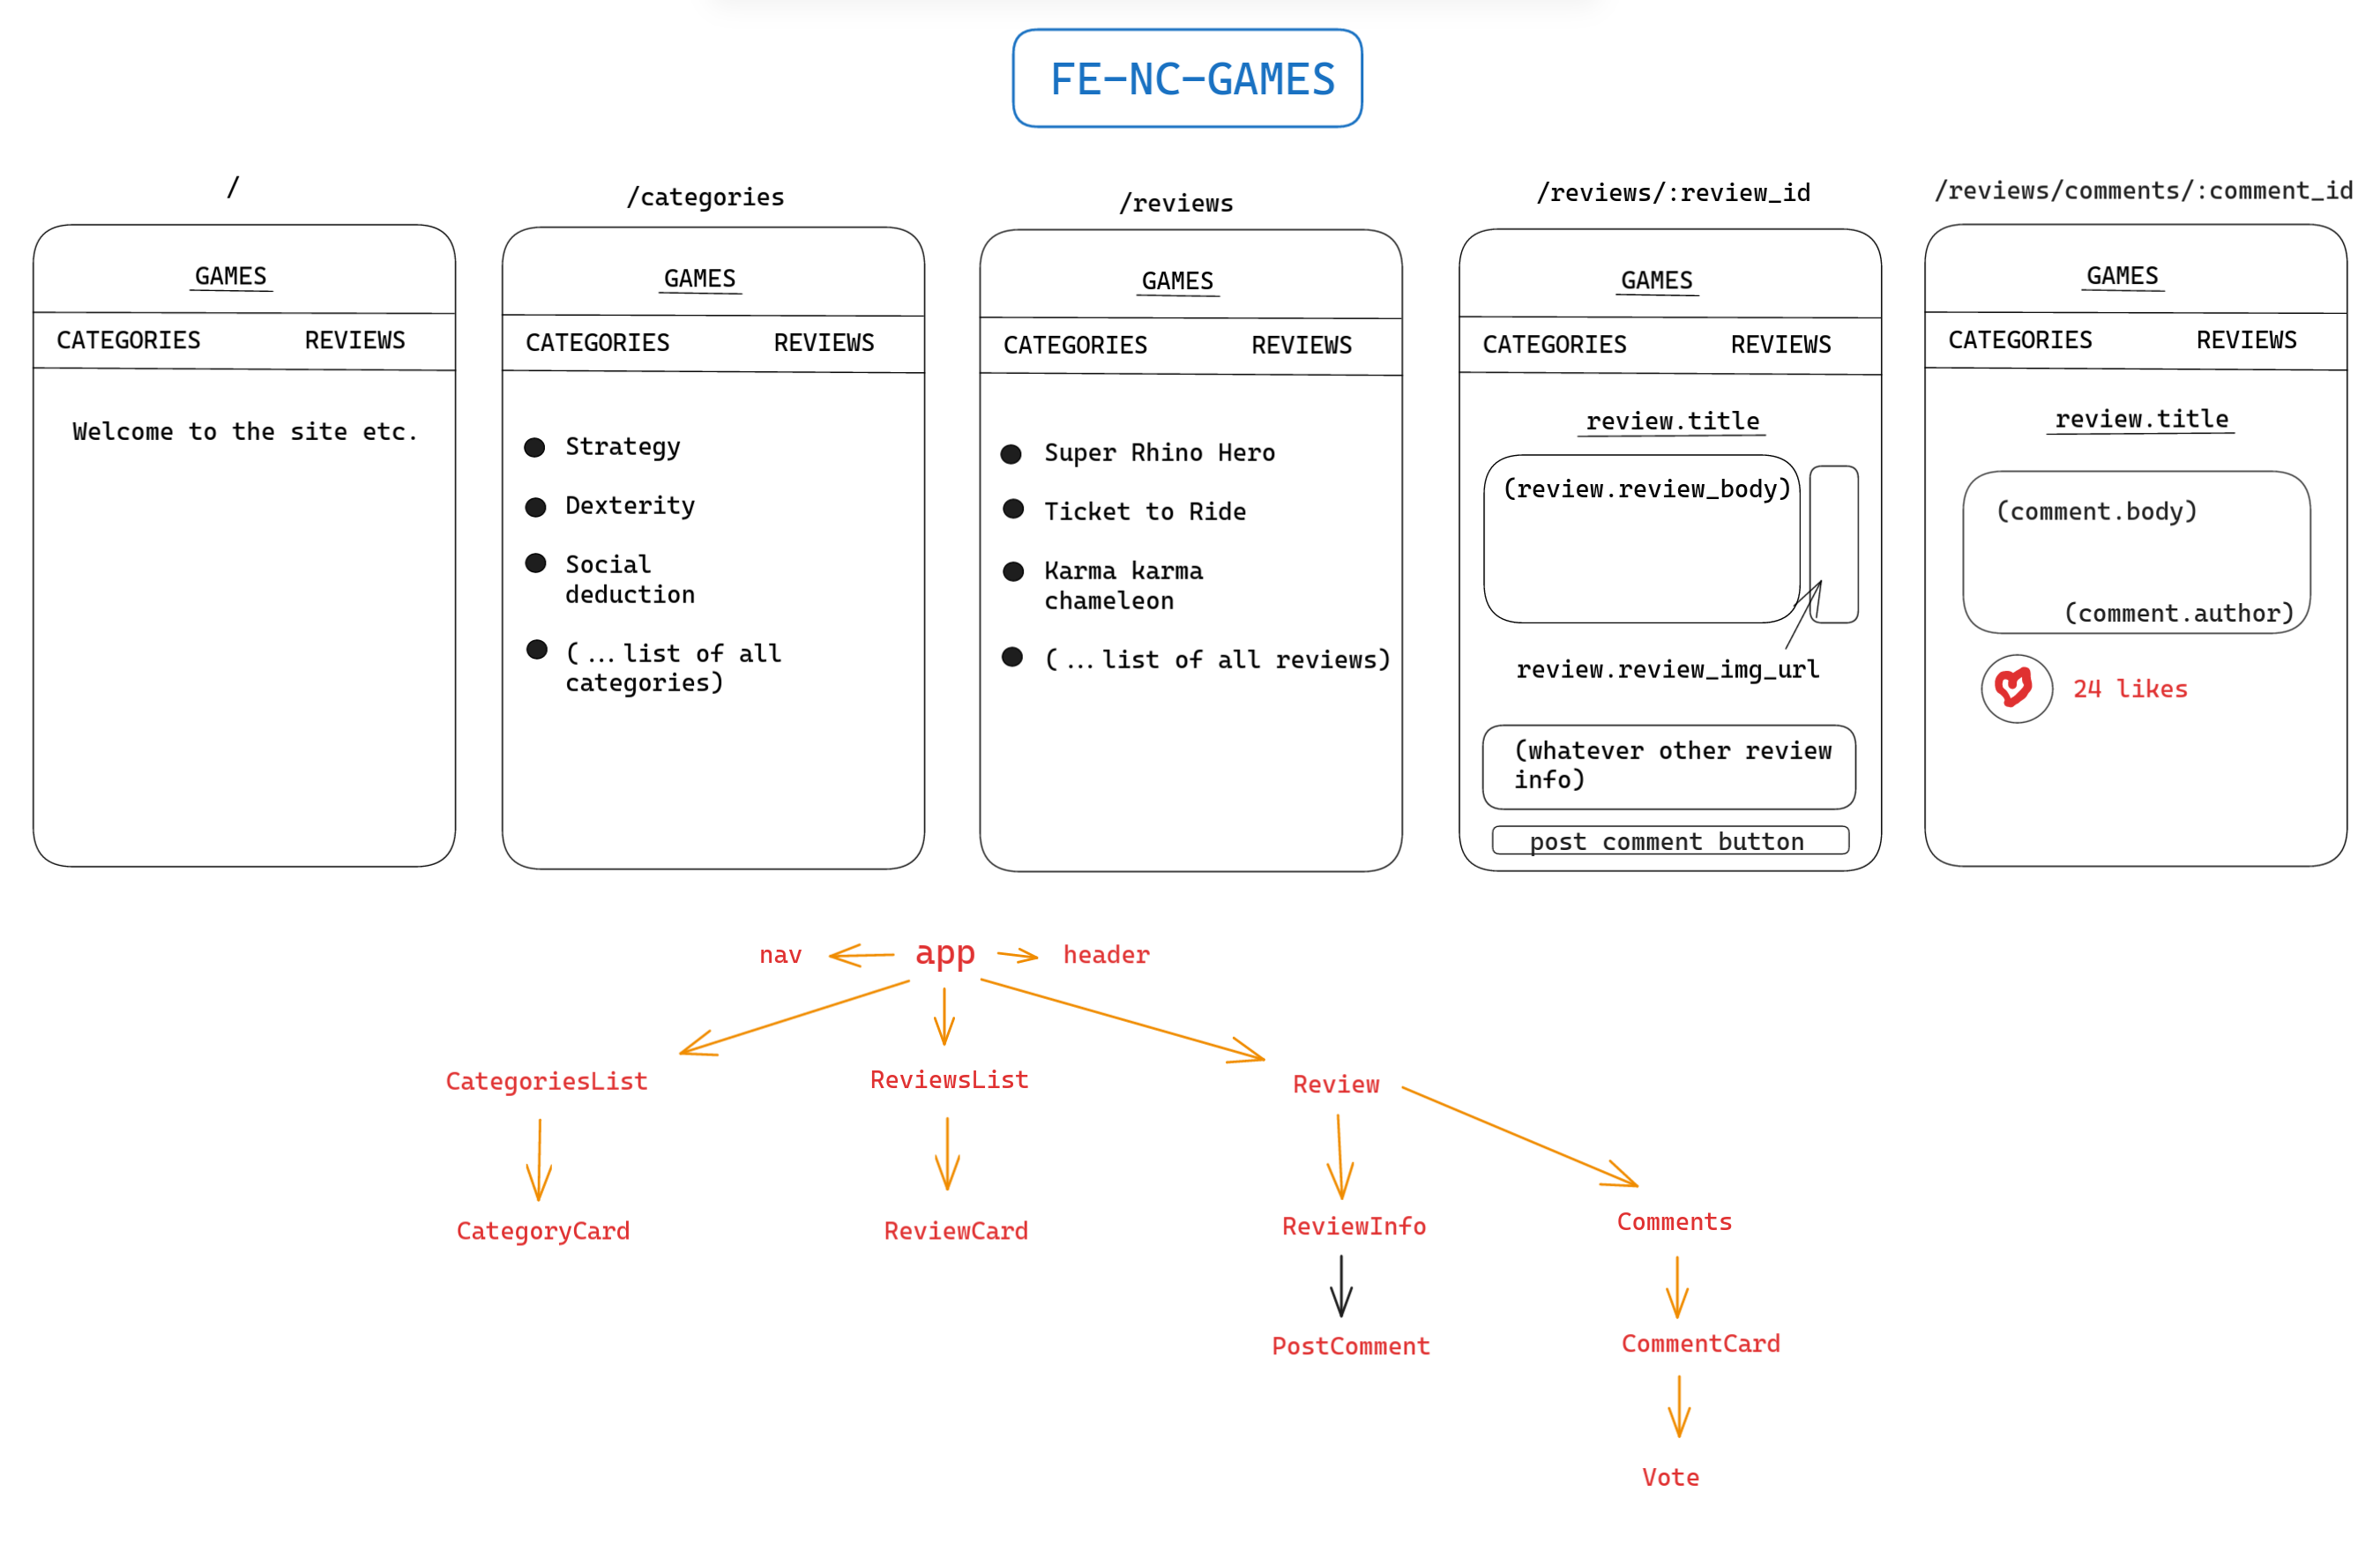 FE-NC-GAMES
/
GAMES
CATEGORIES REVIEWS
Welcome to the site etc.
/categories
GAMES
CATEGORIES REVIEWS
Strategy
Dexterity
Social
deduction
(... list of all
categories)
/reviews
GAMES
CATEGORIES REVIEWS
Super Rhino Hero
Ticket to Ride
Karma karma
chameleon
(... list of all reviews)
/reviews/:review_id
GAMES
CATEGORIES REVIEWS
review.title
(review.review_body)
review.review_img_url
(whatever other review
info)
post comment button
/reviews/comments/:comment_id
GAMES
CATEGORIES REVIEWS
review.title
(comment.body)
(comment.author)
24 likes
nav app header
CategoriesList ReviewsList Review
CategoryCard ReviewCard ReviewInfo Comments
PostComment CommentCard
Vote